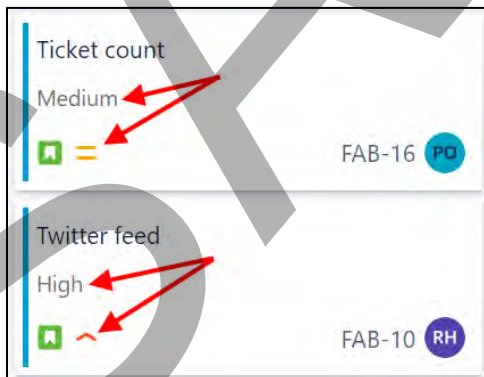 Ticket count
Medium
FAB-16 PO
Twitter feed
High
FAB-10 RH